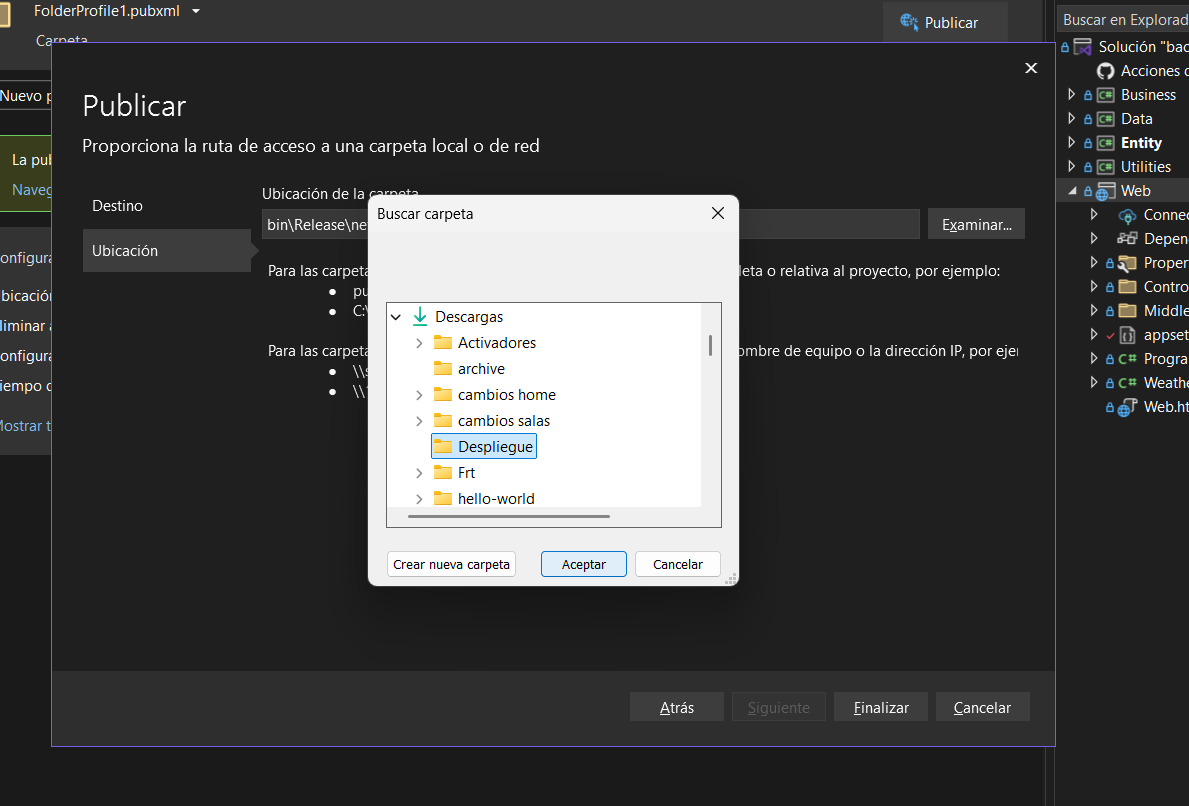 FolderProfile1.pubxml
Publicar
Buscar en Explorad
Carpeta
Solución "bac
Acciones
Nuevo p
Business
Publicar
Data
Proporciona la ruta de acceso a una carpeta local o de red
Entity
La pub
Utilities
Naveg
Ubicación de la carpeta
Web
Destino
Buscar carpeta
Connec
bin\Release\ne
Examinar...
Depen
Ubicación
onfigura
Proper
Para las carpeta
leta o relativa al proyecto, por ejemplo:
Contro
pu
bicación
C:\
Middle
Descargas
liminar a
appset
Activadores
onfigura
Para las carpeta
ombre de equipo o la dirección IP, por ejer
Progra
archive
\\s
iempo d
Weathe
cambios home
\\
Web.ht
cambios salas
ostrar t
Despliegue
Frt
hello-world
Crear nueva carpeta
Aceptar
Cancelar
Atrás
Siguiente
Finalizar
Cancelar